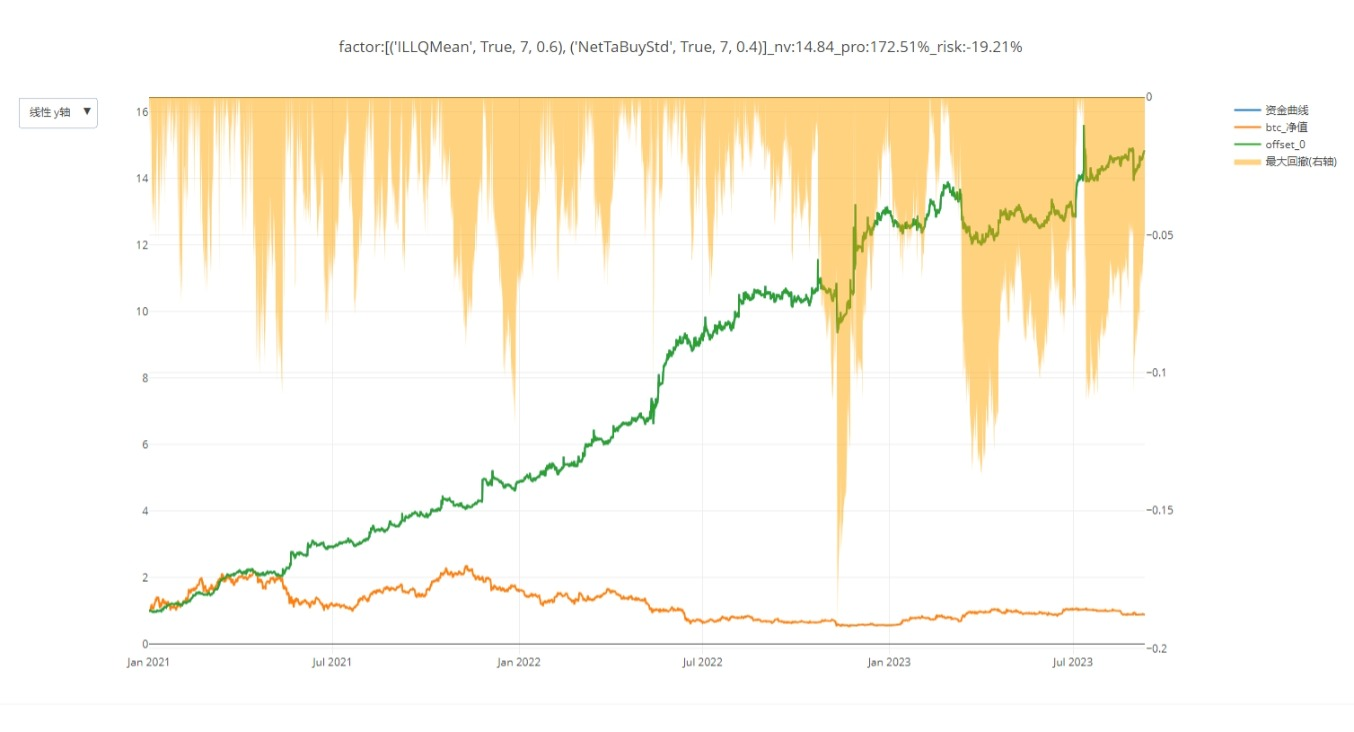 factor:[('ILLQMean', True, 7, 0.6), ('NetTaBuyStd', True, 7, 0.4)]_nv:14.84_pro:172.51%_risk:-19.21%
线性 y轴 ▼
16
14
12
10
8
6
4
2
0
0
−0.05
−0.1
−0.15
−0.2
Jan 2021
Jul 2021
Jan 2022
Jul 2022
Jan 2023
Jul 2023
资金曲线
btc_净值
offset_0
最大回撤(右轴)